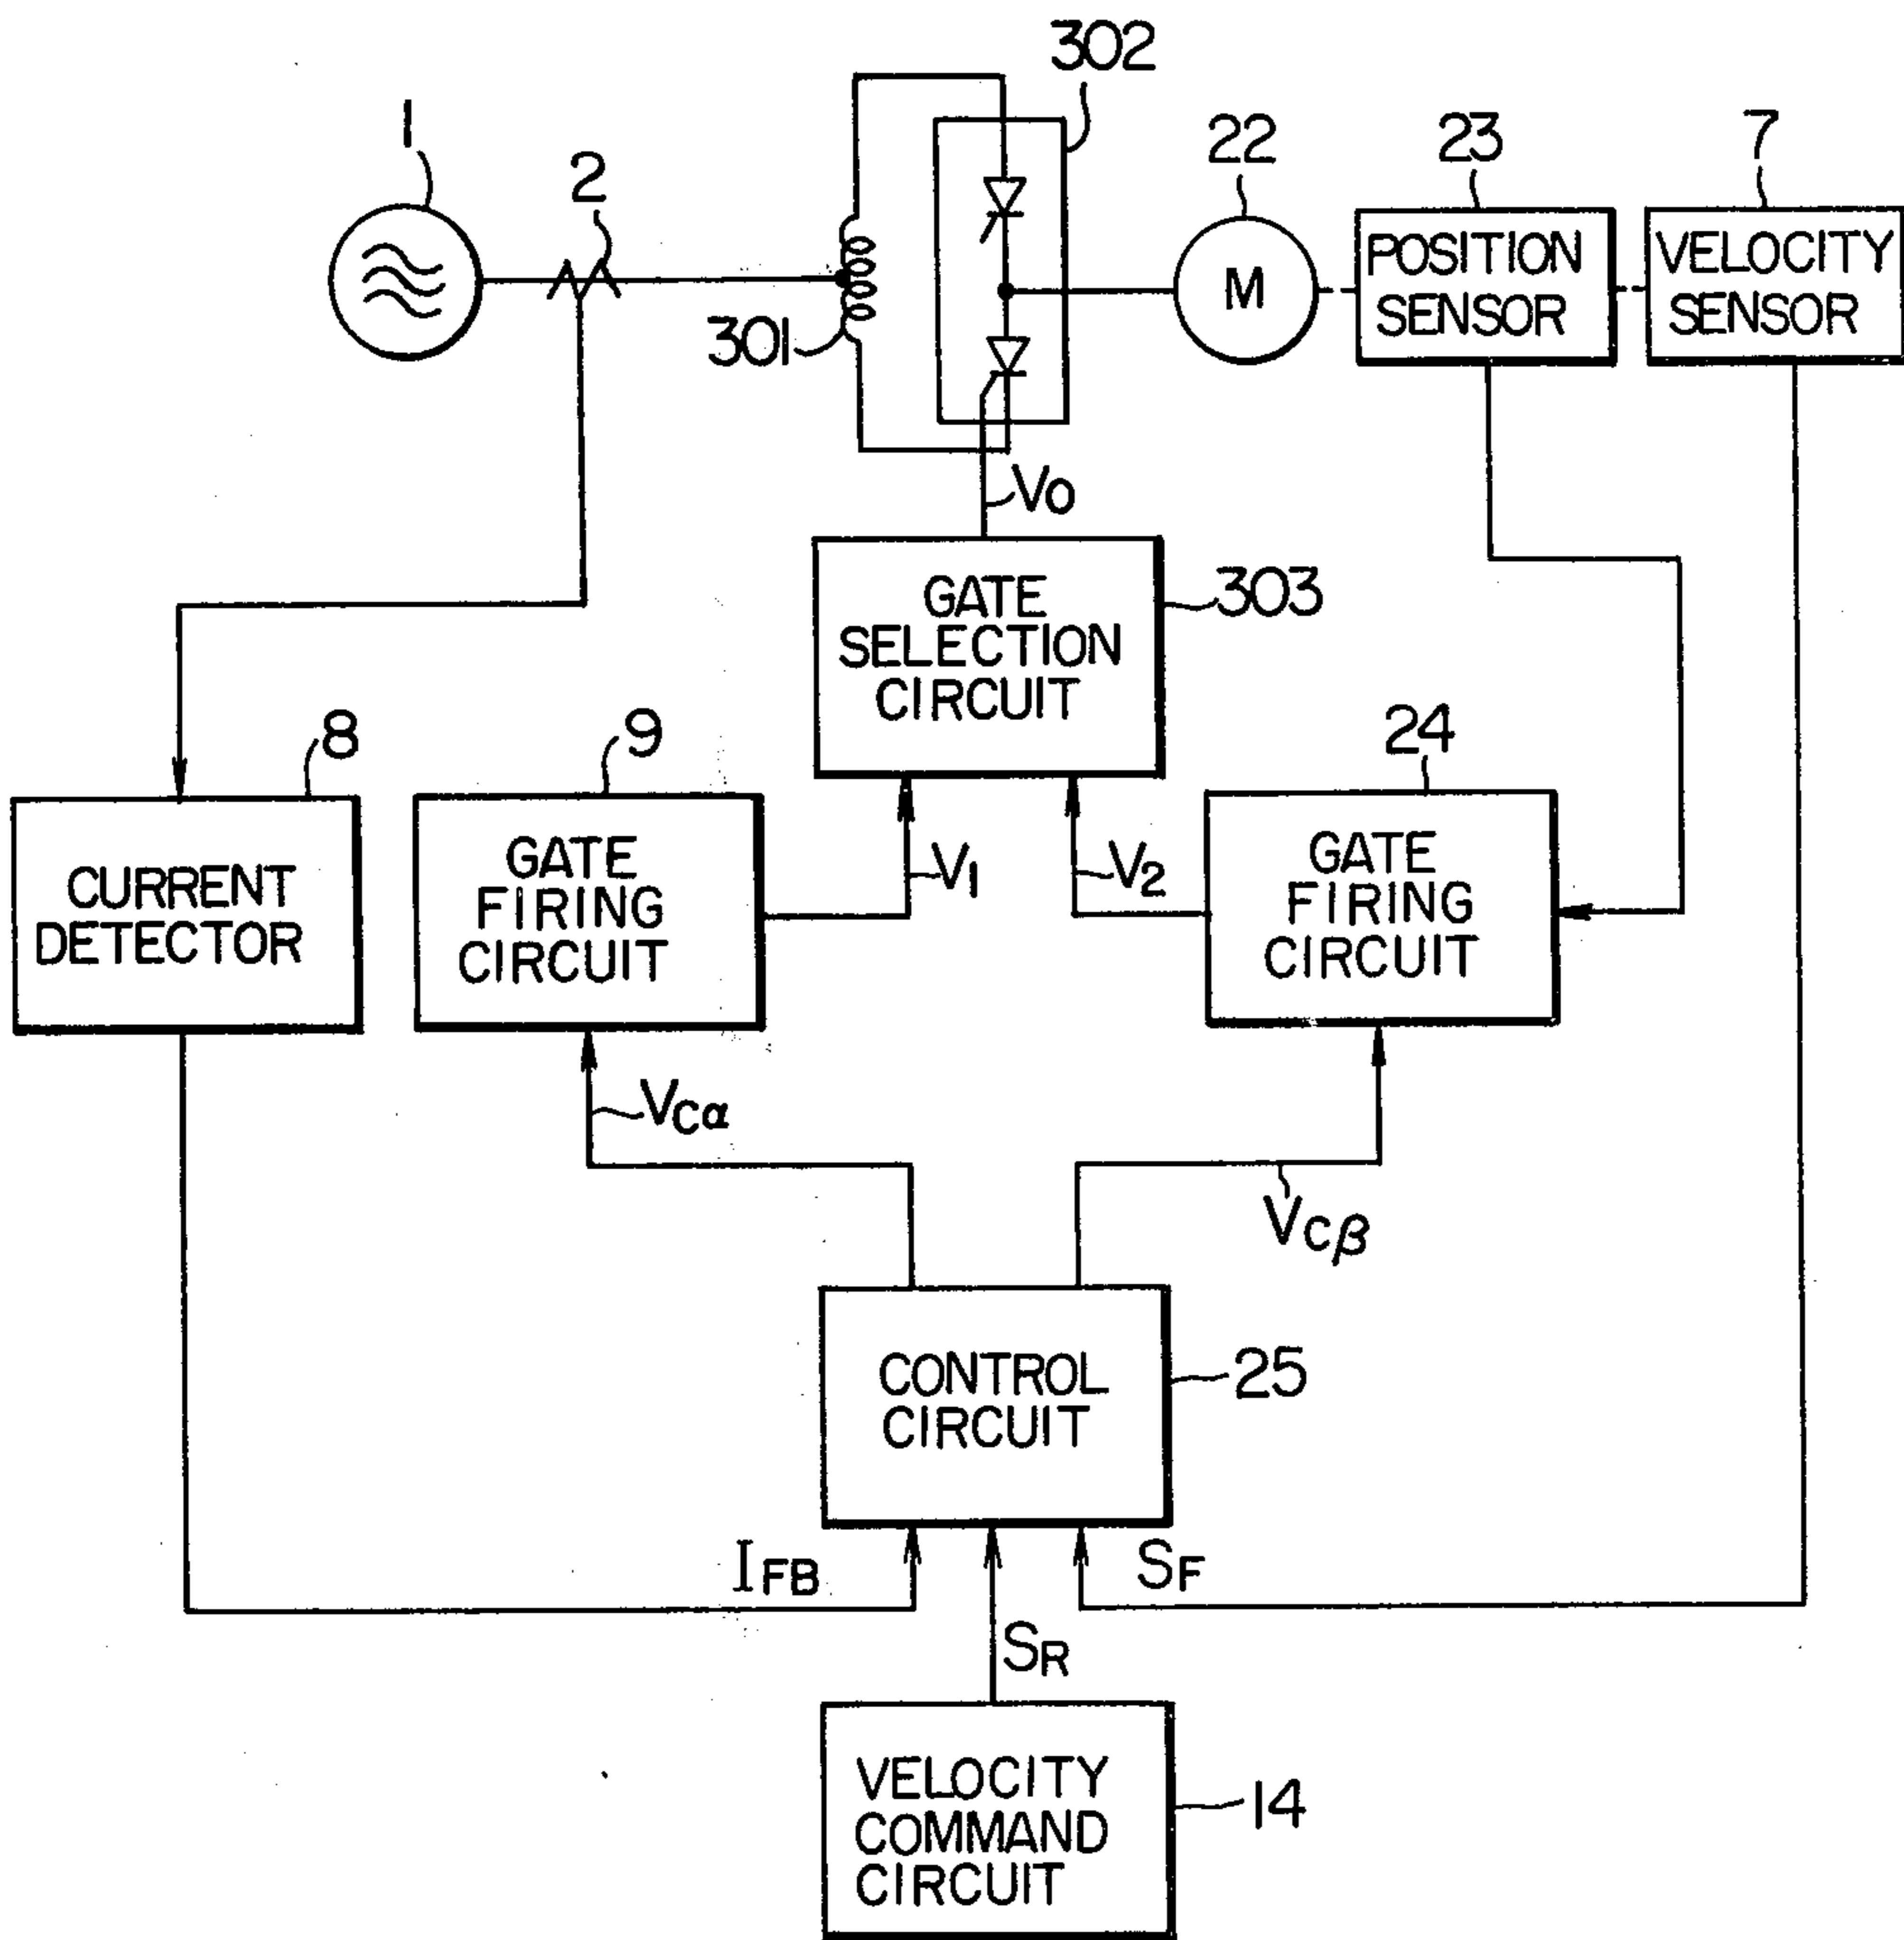 302
1
2
22
23
7
POSITION
SENSOR
VELOCITY
SENSOR
M
301
V0
GATE
SELECTION
CIRCUIT
303
8
9
24
CURRENT
DETECTOR
GATE
FIRING
CIRCUIT
V1
V2
GATE
FIRING
CIRCUIT
VCα
VCβ
CONTROL
CIRCUIT
25
IFB
SF
SR
VELOCITY
COMMAND
CIRCUIT
14